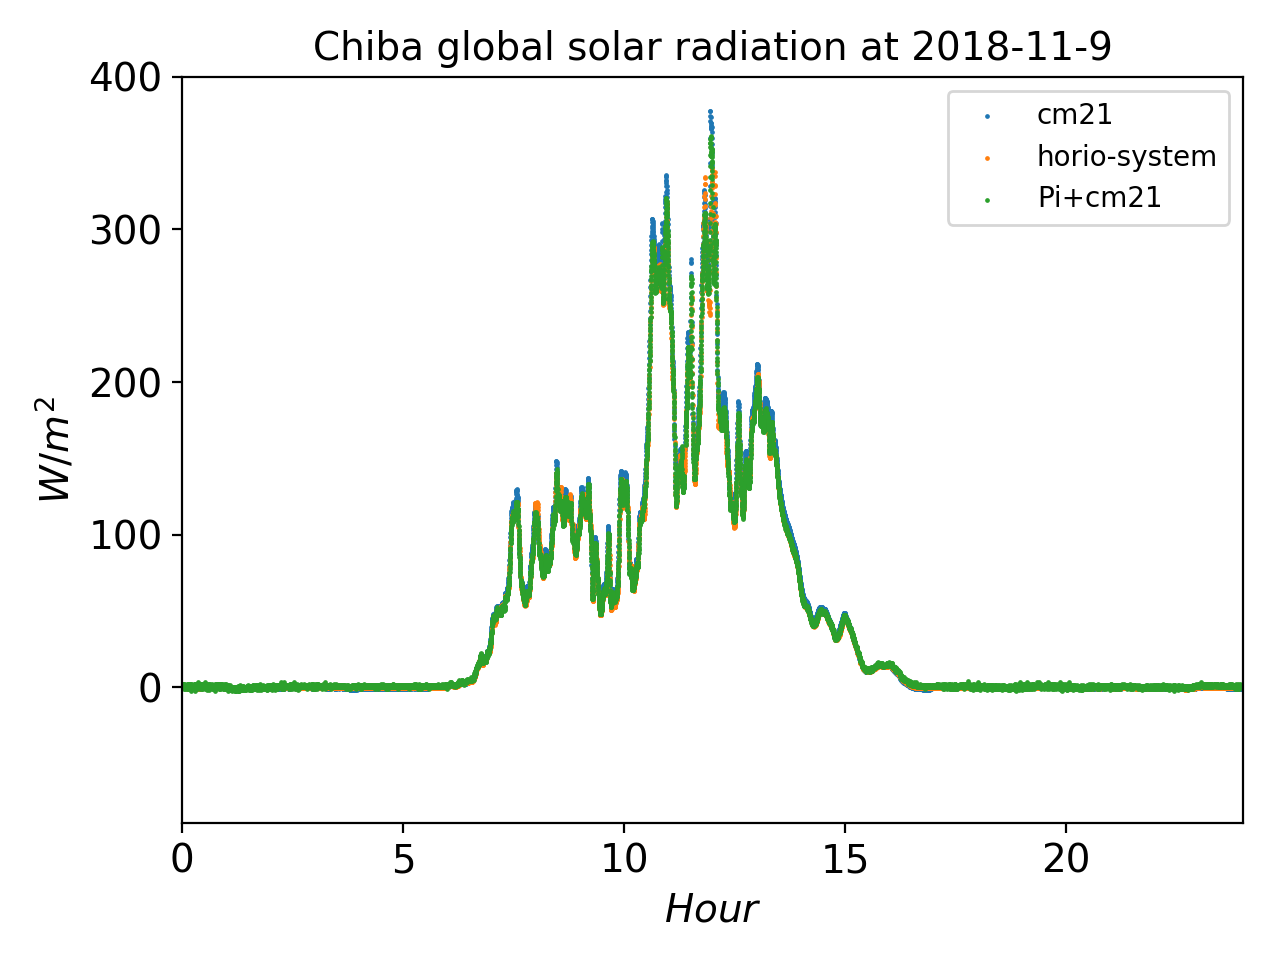 Chiba global solar radiation at 2018-11-9
400
300
200
100
0
W/m²
cm21
horio-system
Pi+cm21
0 5 10 15 20
Hour